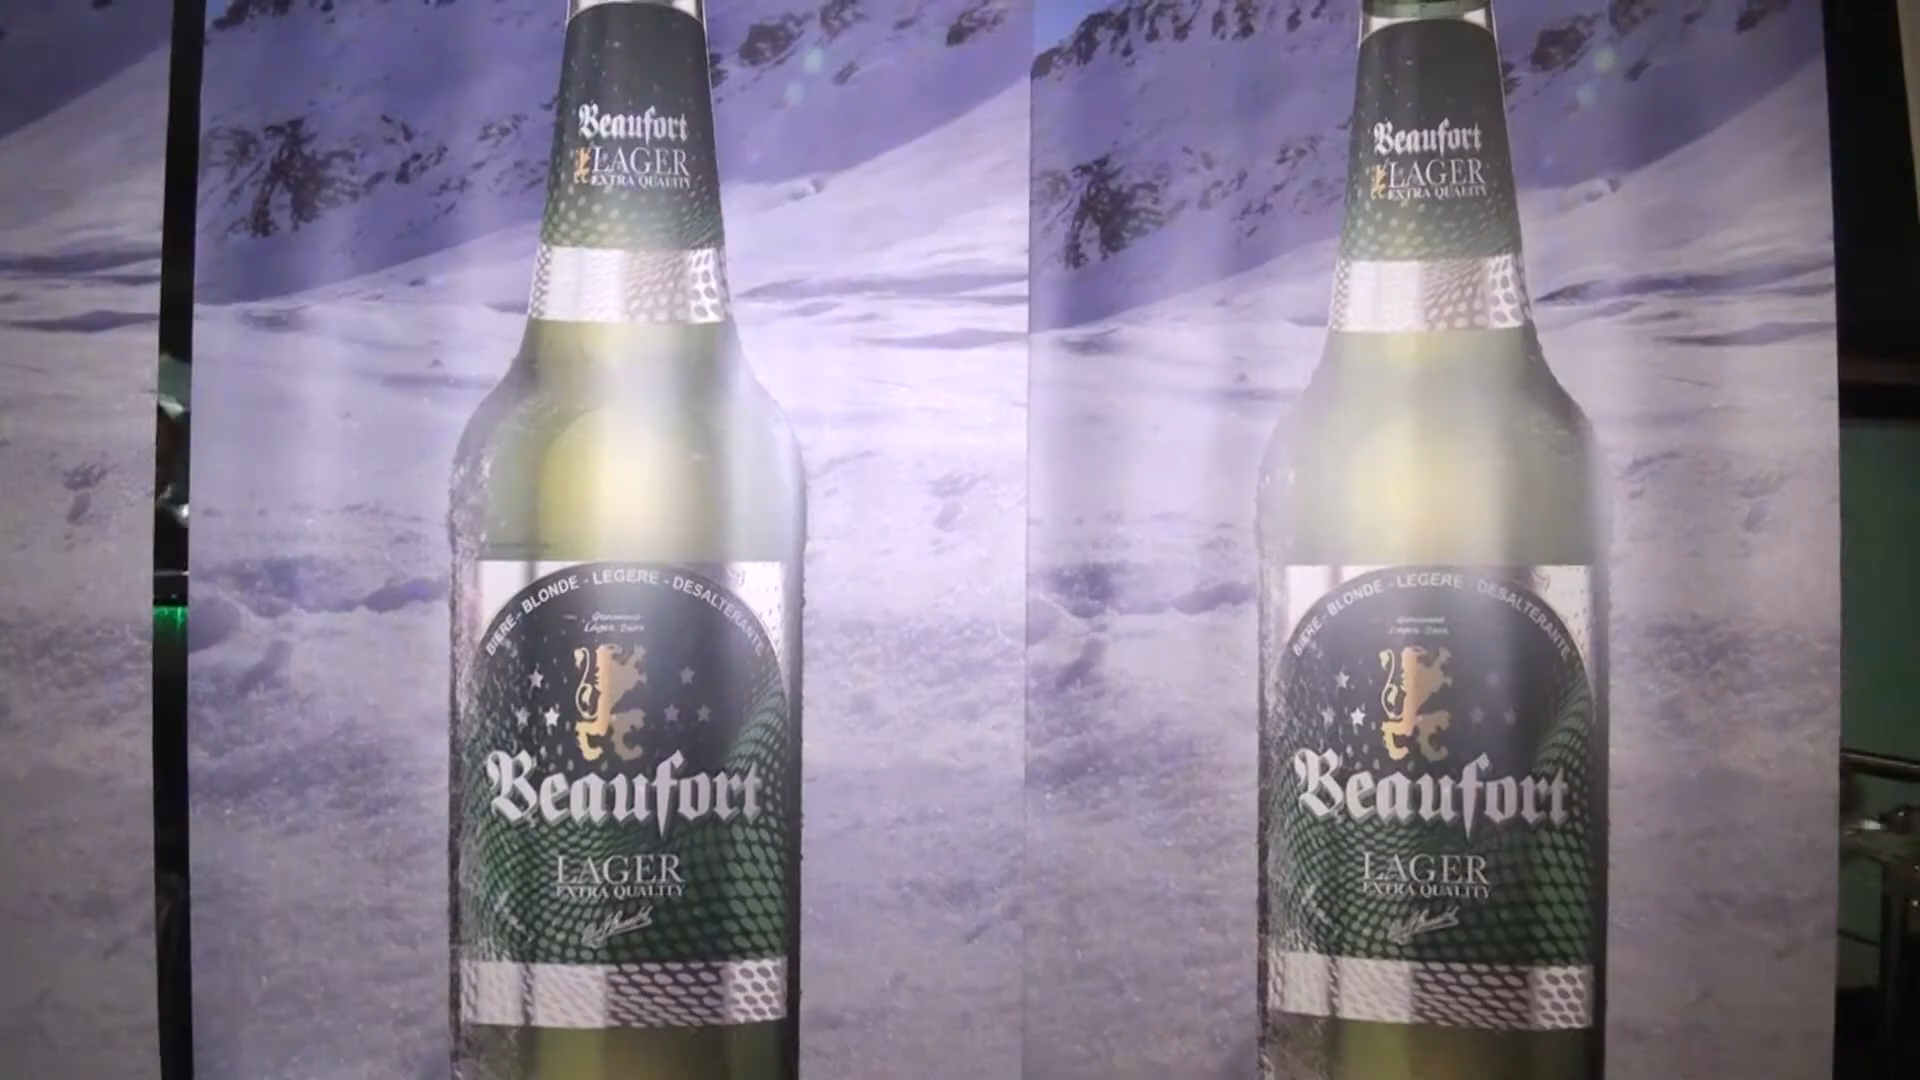 Beaufort
LAGER
EXTRA QUALITY
BIERE - BLONDE - LEGERE - DESALTERANTE
Beaufort
LAGER
EXTRA QUALITY
Beaufort
LAGER
EXTRA QUALITY
BIERE - BLONDE - LEGERE - DESALTERANTE
Beaufort
LAGER
EXTRA QUALITY